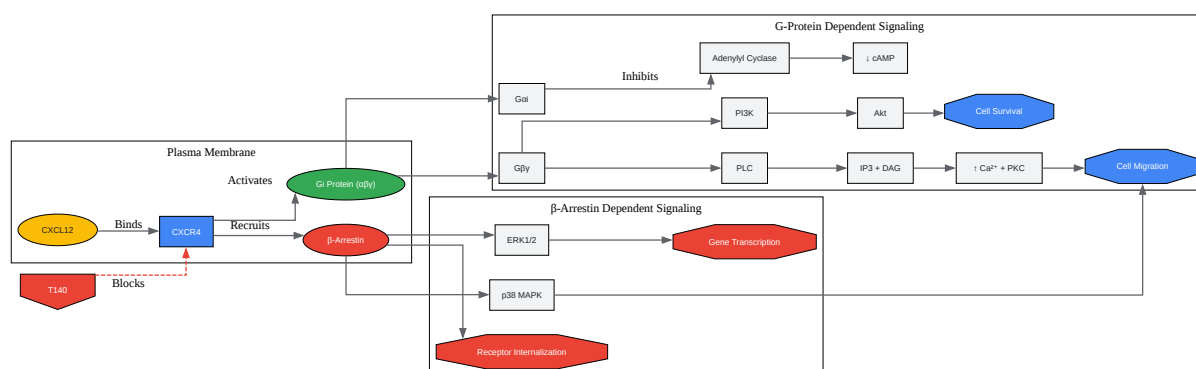 G-Protein Dependent Signaling
Adenylyl Cyclase
↓ cAMP
Inhibits
Gαi
PI3K
Akt
Cell Survival
Gβγ
PLC
IP3 + DAG
↑ Ca²⁺ + PKC
Cell Migration
Plasma Membrane
Activates
Gi Protein (αβγ)
CXCL12
Binds
CXCR4
Recruits
β-Arrestin
T140
Blocks
β-Arrestin Dependent Signaling
ERK1/2
Gene Transcription
p38 MAPK
Receptor Internalization